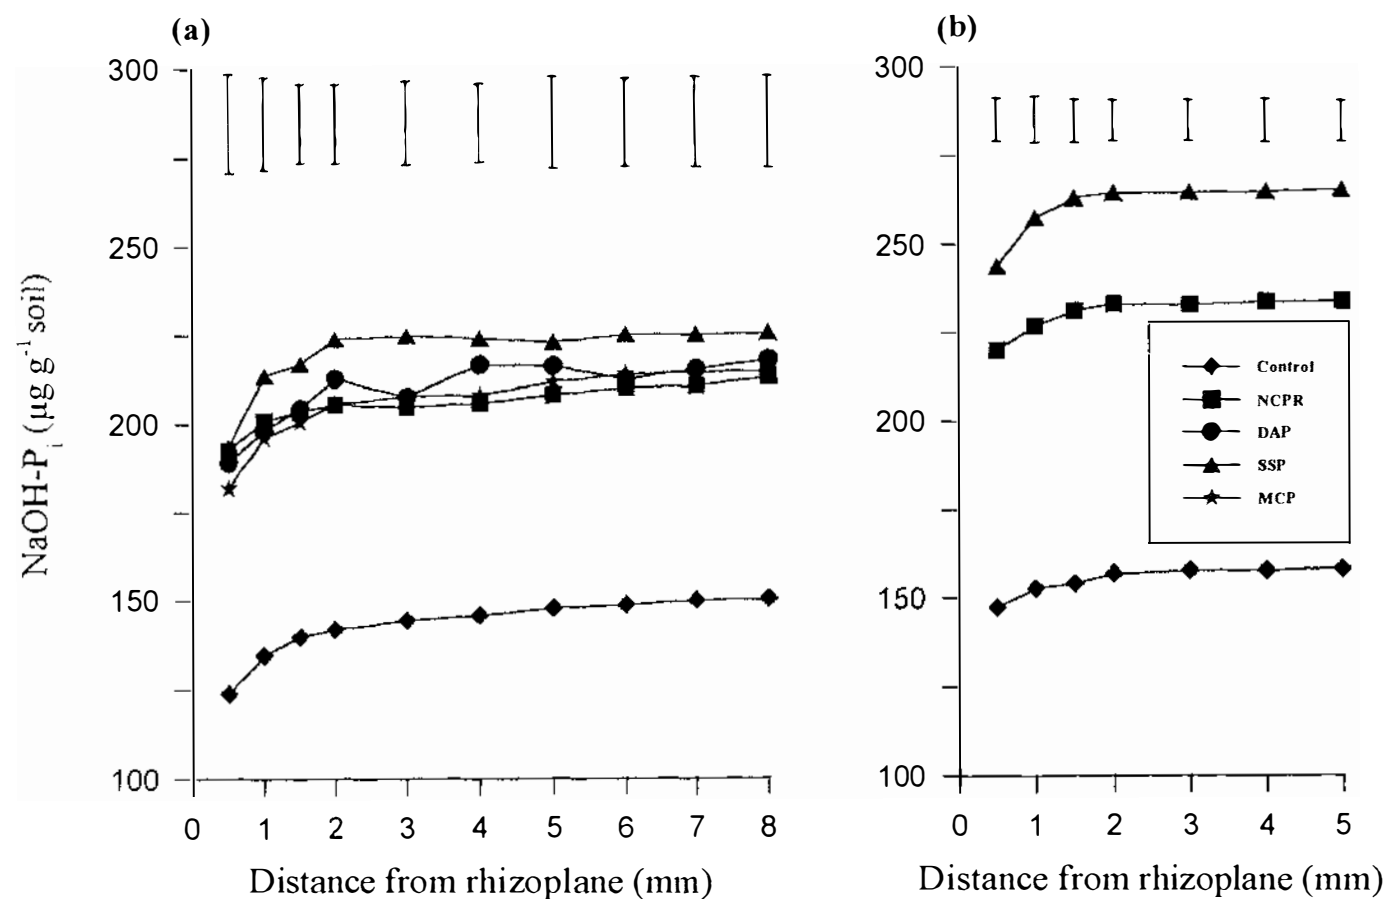 (a)
300
250
200
150
100
0 1 2 3 4 5 6 7 8
NaOH-Pi (µg g-1 soil)
Distance from rhizoplane (mm)
(b)
300
250
200
150
100
0 1 2 3 4 5
Control
NCPR
DAP
SSP
MCP
Distance from rhizoplane (mm)